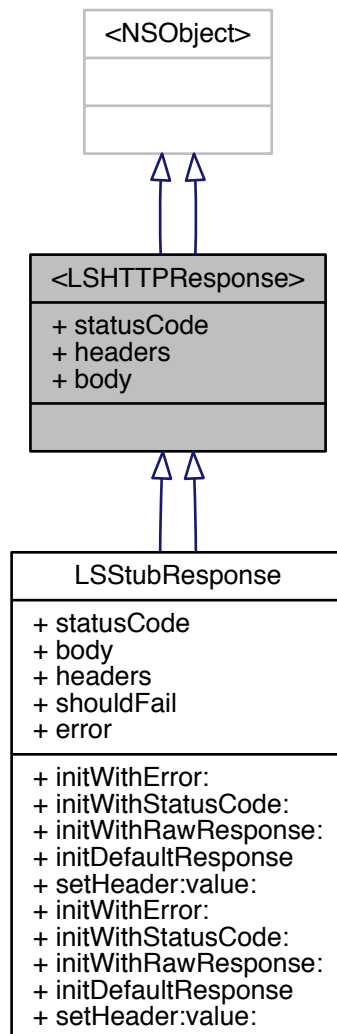 <NSObject>
<LSHTTPResponse>
+ statusCode
+ headers
+ body
LSStubResponse
+ statusCode
+ body
+ headers
+ shouldFail
+ error
+ initWithError:
+ initWithStatusCode:
+ initWithRawResponse:
+ initDefaultResponse
+ setHeader:value:
+ initWithError:
+ initWithStatusCode:
+ initWithRawResponse:
+ initDefaultResponse
+ setHeader:value: